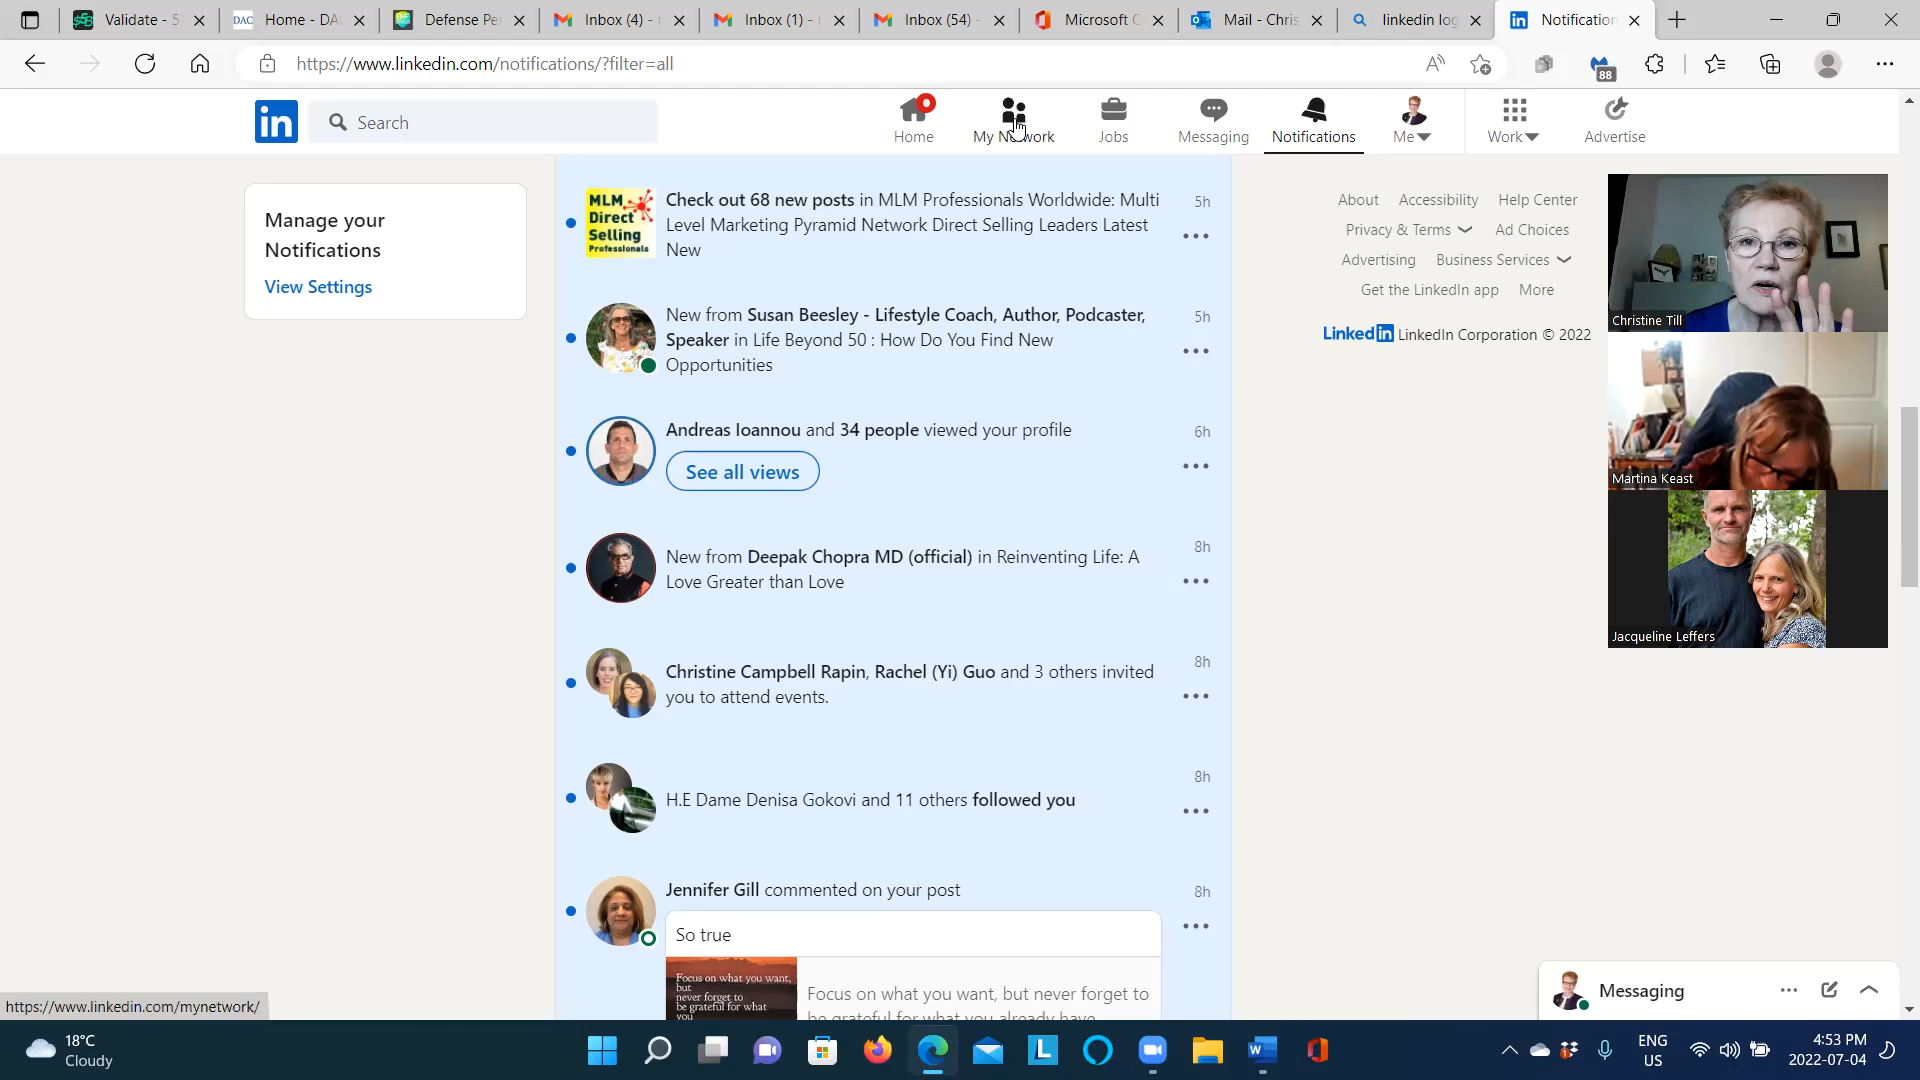 Validate - 5
Home - DA
Defense Pe
Inbox (4) -
Inbox (1) -
Inbox (54) -
Microsoft
Mail - Chris
linkedin log
Notification
https://www.linkedin.com/notifications/?filter=all
88
in
Search
Home
My Network
Jobs
Messaging
Notifications
Me
Work
Advertise
Manage your
Notifications
View Settings
MLM
Direct
Selling
Professionals
Check out 68 new posts in MLM Professionals Worldwide: Multi
Level Marketing Pyramid Network Direct Selling Leaders Latest
New
5h
New from Susan Beesley - Lifestyle Coach, Author, Podcaster,
Speaker in Life Beyond 50 : How Do You Find New
Opportunities
5h
Andreas Ioannou and 34 people viewed your profile
6h
See all views
New from Deepak Chopra MD (official) in Reinventing Life: A
Love Greater than Love
8h
Christine Campbell Rapin, Rachel (Yi) Guo and 3 others invited
you to attend events.
8h
H.E Dame Denisa Gokovi and 11 others followed you
8h
Jennifer Gill commented on your post
8h
So true
Focus on what you want,
but
never forget to
be grateful for what
you
Focus on what you want, but never forget to
be grateful for what you already have
About Accessibility Help Center
Privacy & Terms Ad Choices
Advertising Business Services
Get the LinkedIn app More
LinkedIn LinkedIn Corporation © 2022
Christine Till
Martina Keast
Jacqueline Leffers
Messaging
https://www.linkedin.com/mynetwork/
18°C
Cloudy
ENG
US
4:53 PM
2022-07-04